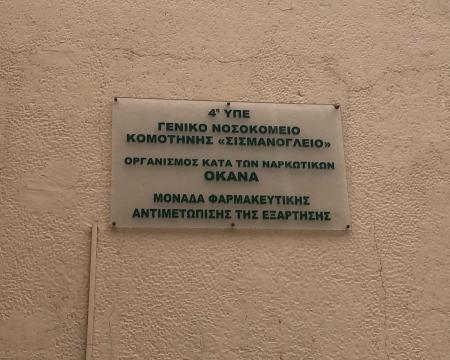 4η ΥΠΕ
ΓΕΝΙΚΟ ΝΟΣΟΚΟΜΕΙΟ
ΚΟΜΟΤΗΝΗΣ «ΣΙΣΜΑΝΟΓΛΕΙΟ»
ΟΡΓΑΝΙΣΜΟΣ ΚΑΤΑ ΤΩΝ ΝΑΡΚΩΤΙΚΩΝ
ΟΚΑΝΑ
ΜΟΝΑΔΑ ΦΑΡΜΑΚΕΥΤΙΚΗΣ
ΑΝΤΙΜΕΤΩΠΙΣΗΣ ΤΗΣ ΕΞΑΡΤΗΣΗΣ